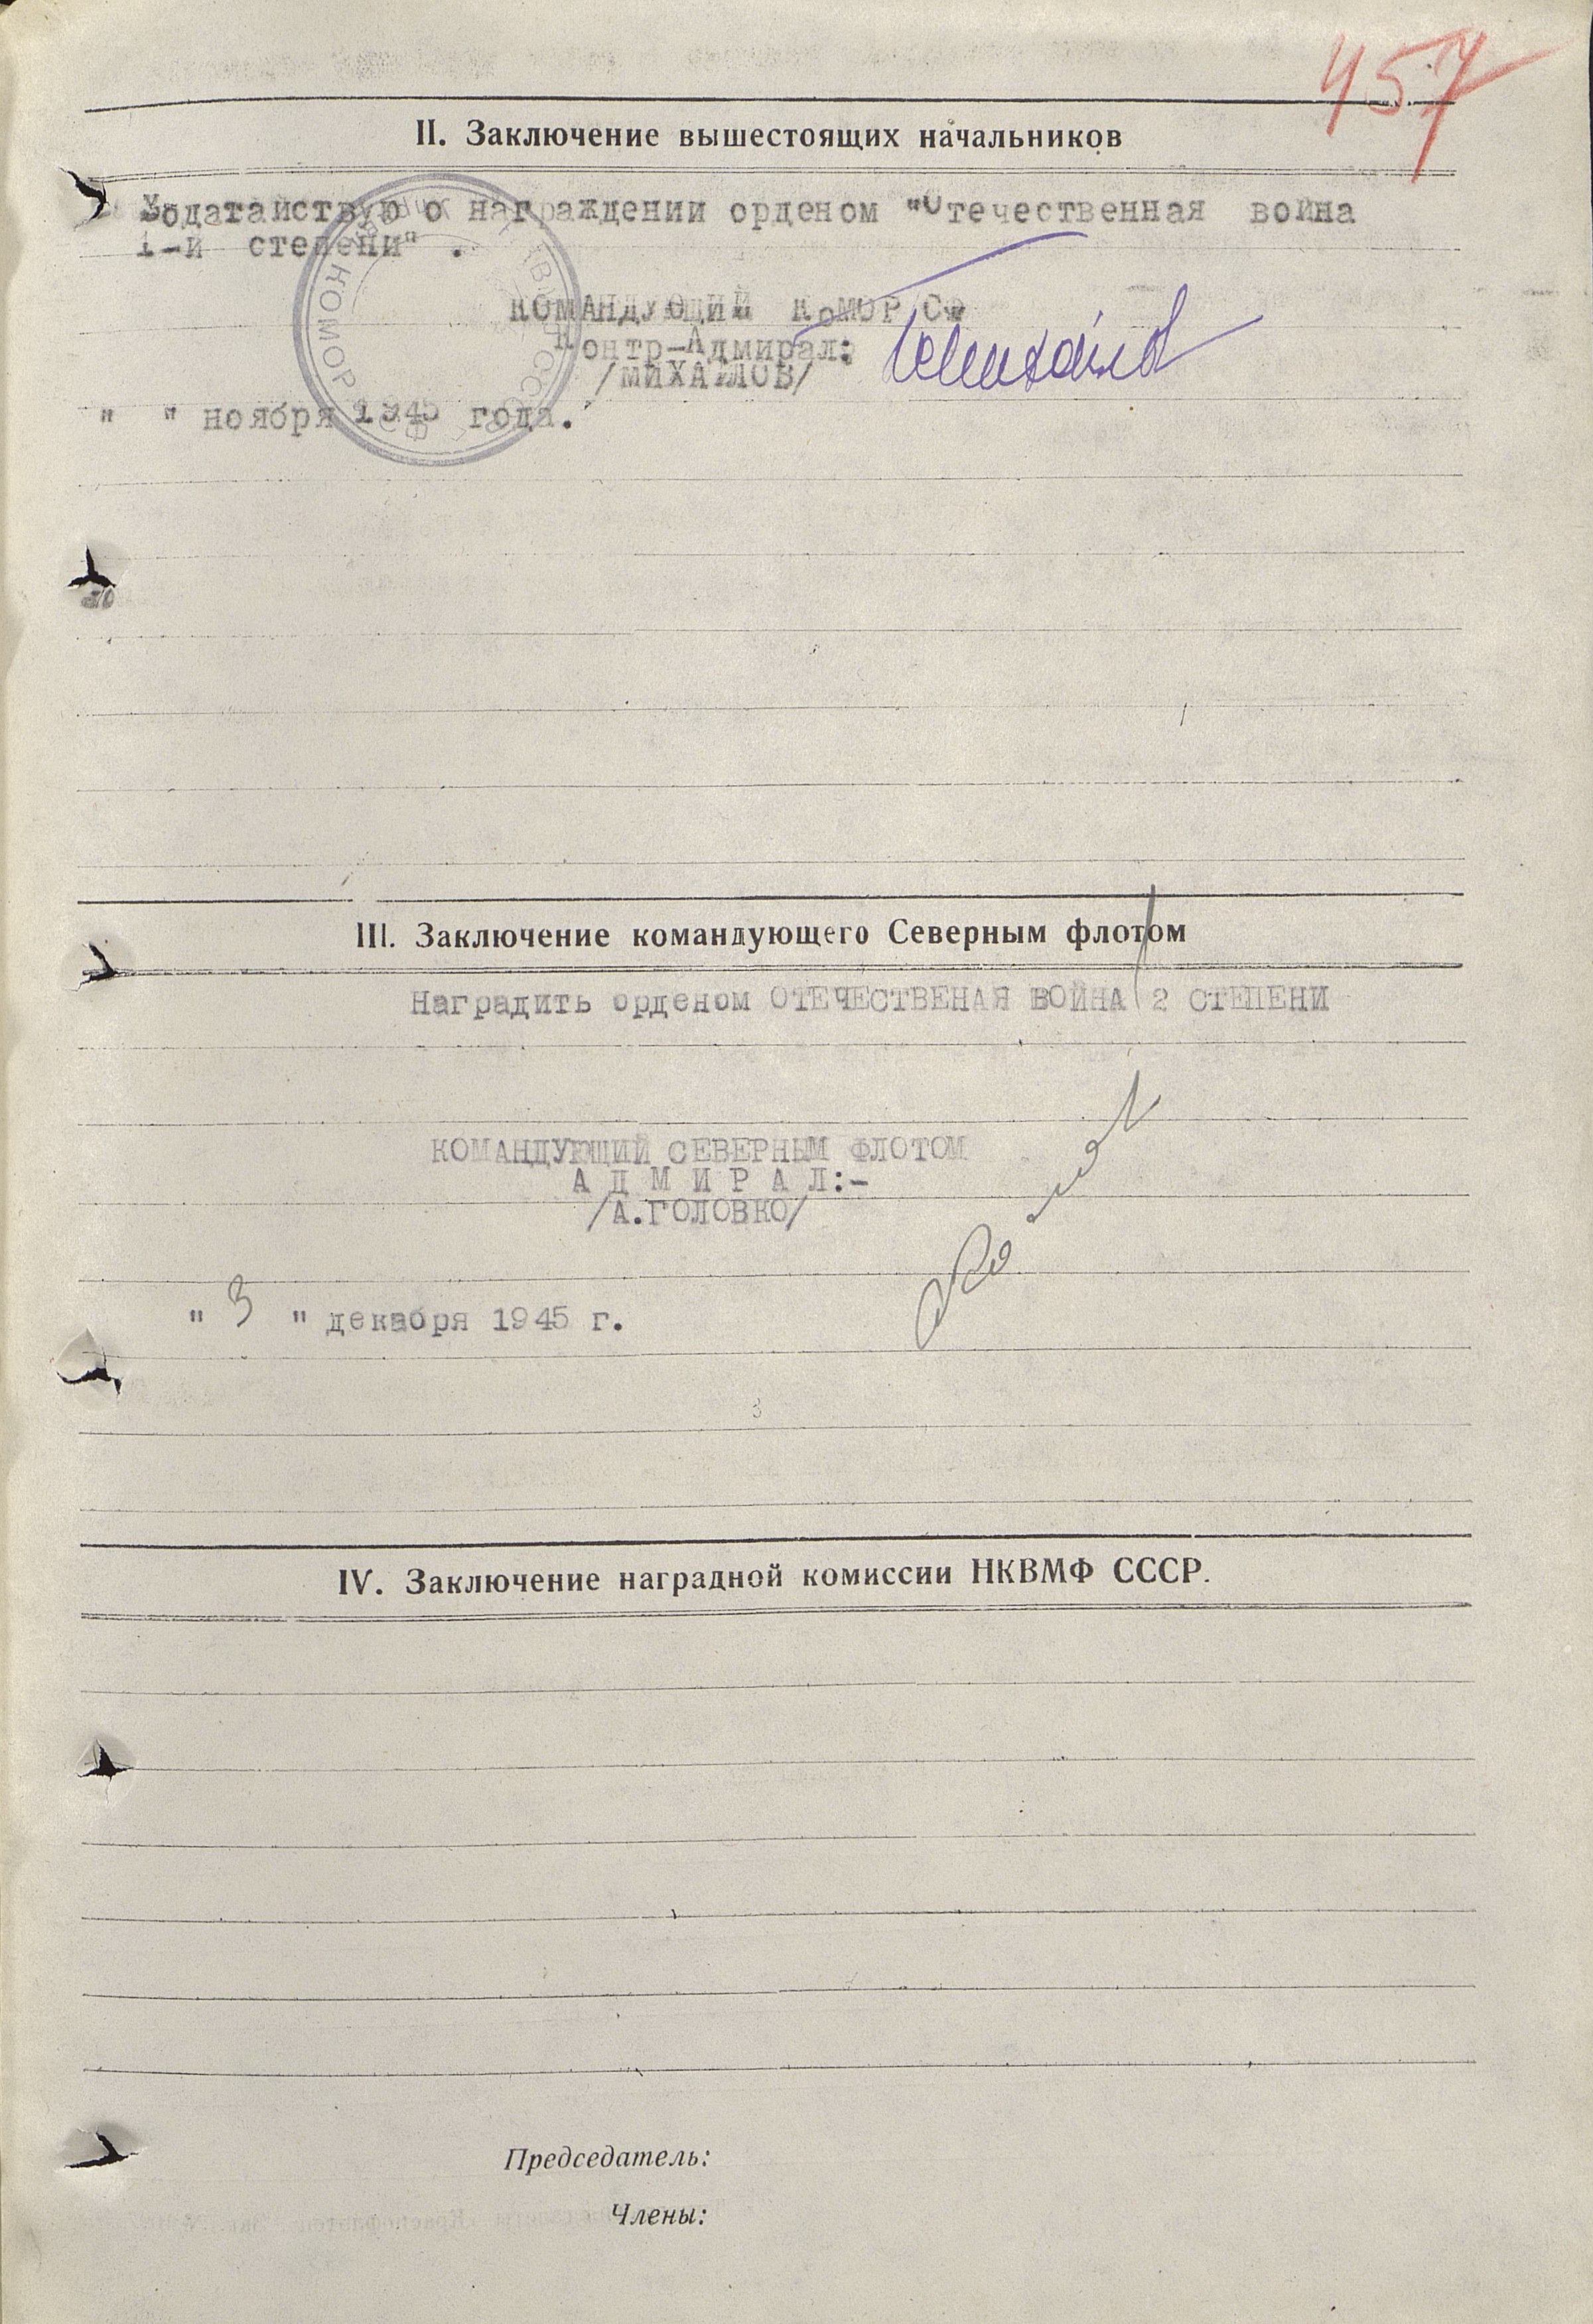 457
II. Заключение вышестоящих начальников
Ходатайствую о награждении орденом "Отечественная война
1-й степени" .
КОМАНДУЮЩИЙ КОМОР СФ
Контр-Адмирал:
/МИХАЙЛОВ/
" " ноября 1945 года.
КОМОР
III. Заключение командующего Северным флотом
Наградить орденом ОТЕЧЕСТВЕНАЯ ВОЙНА 2 СТЕПЕНИ
КОМАНДУЮЩИЙ СЕВЕРНЫМ ФЛОТОМ
А Д М И Р А Л:-
/А.ГОЛОВКО/
" 3 " декабря 1945 г.
IV. Заключение наградной комиссии НКВМФ СССР.
Председатель:
Члены: